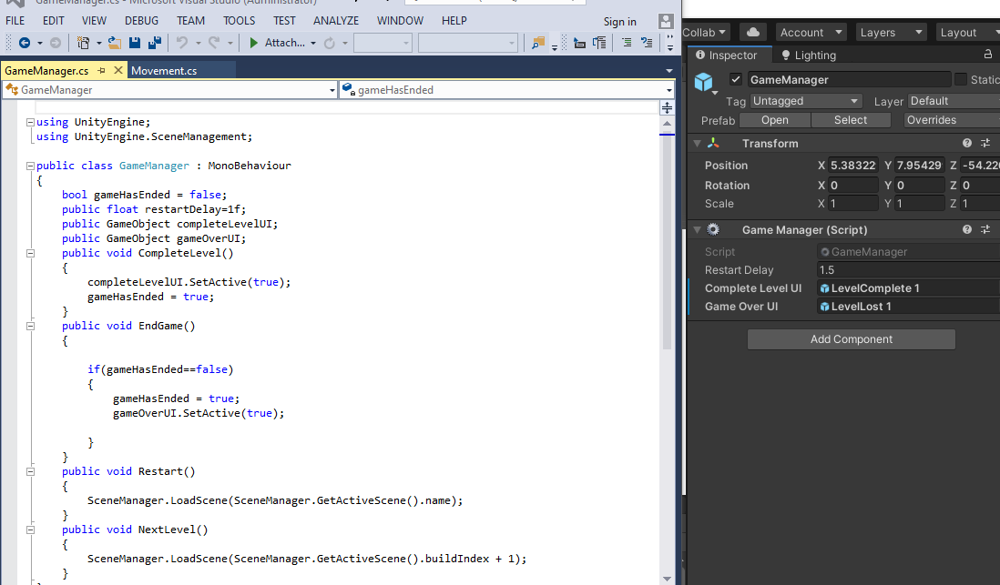 GameManager.cs - Microsoft Visual Studio (Administrator)
FILE EDIT VIEW DEBUG TEAM TOOLS TEST ANALYZE WINDOW HELP Sign in
Attach...
GameManager.cs Movement.cs
GameManager gameHasEnded
using UnityEngine;
using UnityEngine.SceneManagement;
public class GameManager : MonoBehaviour
{
bool gameHasEnded = false;
public float restartDelay=1f;
public GameObject completeLevelUI;
public GameObject gameOverUI;
public void CompleteLevel()
{
completeLevelUI.SetActive(true);
gameHasEnded = true;
}
public void EndGame()
{
if(gameHasEnded==false)
{
gameHasEnded = true;
gameOverUI.SetActive(true);
}
}
public void Restart()
{
SceneManager.LoadScene(SceneManager.GetActiveScene().name);
}
public void NextLevel()
{
SceneManager.LoadScene(SceneManager.GetActiveScene().buildIndex + 1);
}
Collab Account Layers Layout
Inspector Lighting
GameManager Static
Tag Untagged Layer Default
Prefab Open Select Overrides
Transform
Position X 5.38322 Y 7.95429 Z -54.220
Rotation X 0 Y 0 Z 0
Scale X 1 Y 1 Z 1
Game Manager (Script)
Script GameManager
Restart Delay 1.5
Complete Level UI LevelComplete 1
Game Over UI LevelLost 1
Add Component